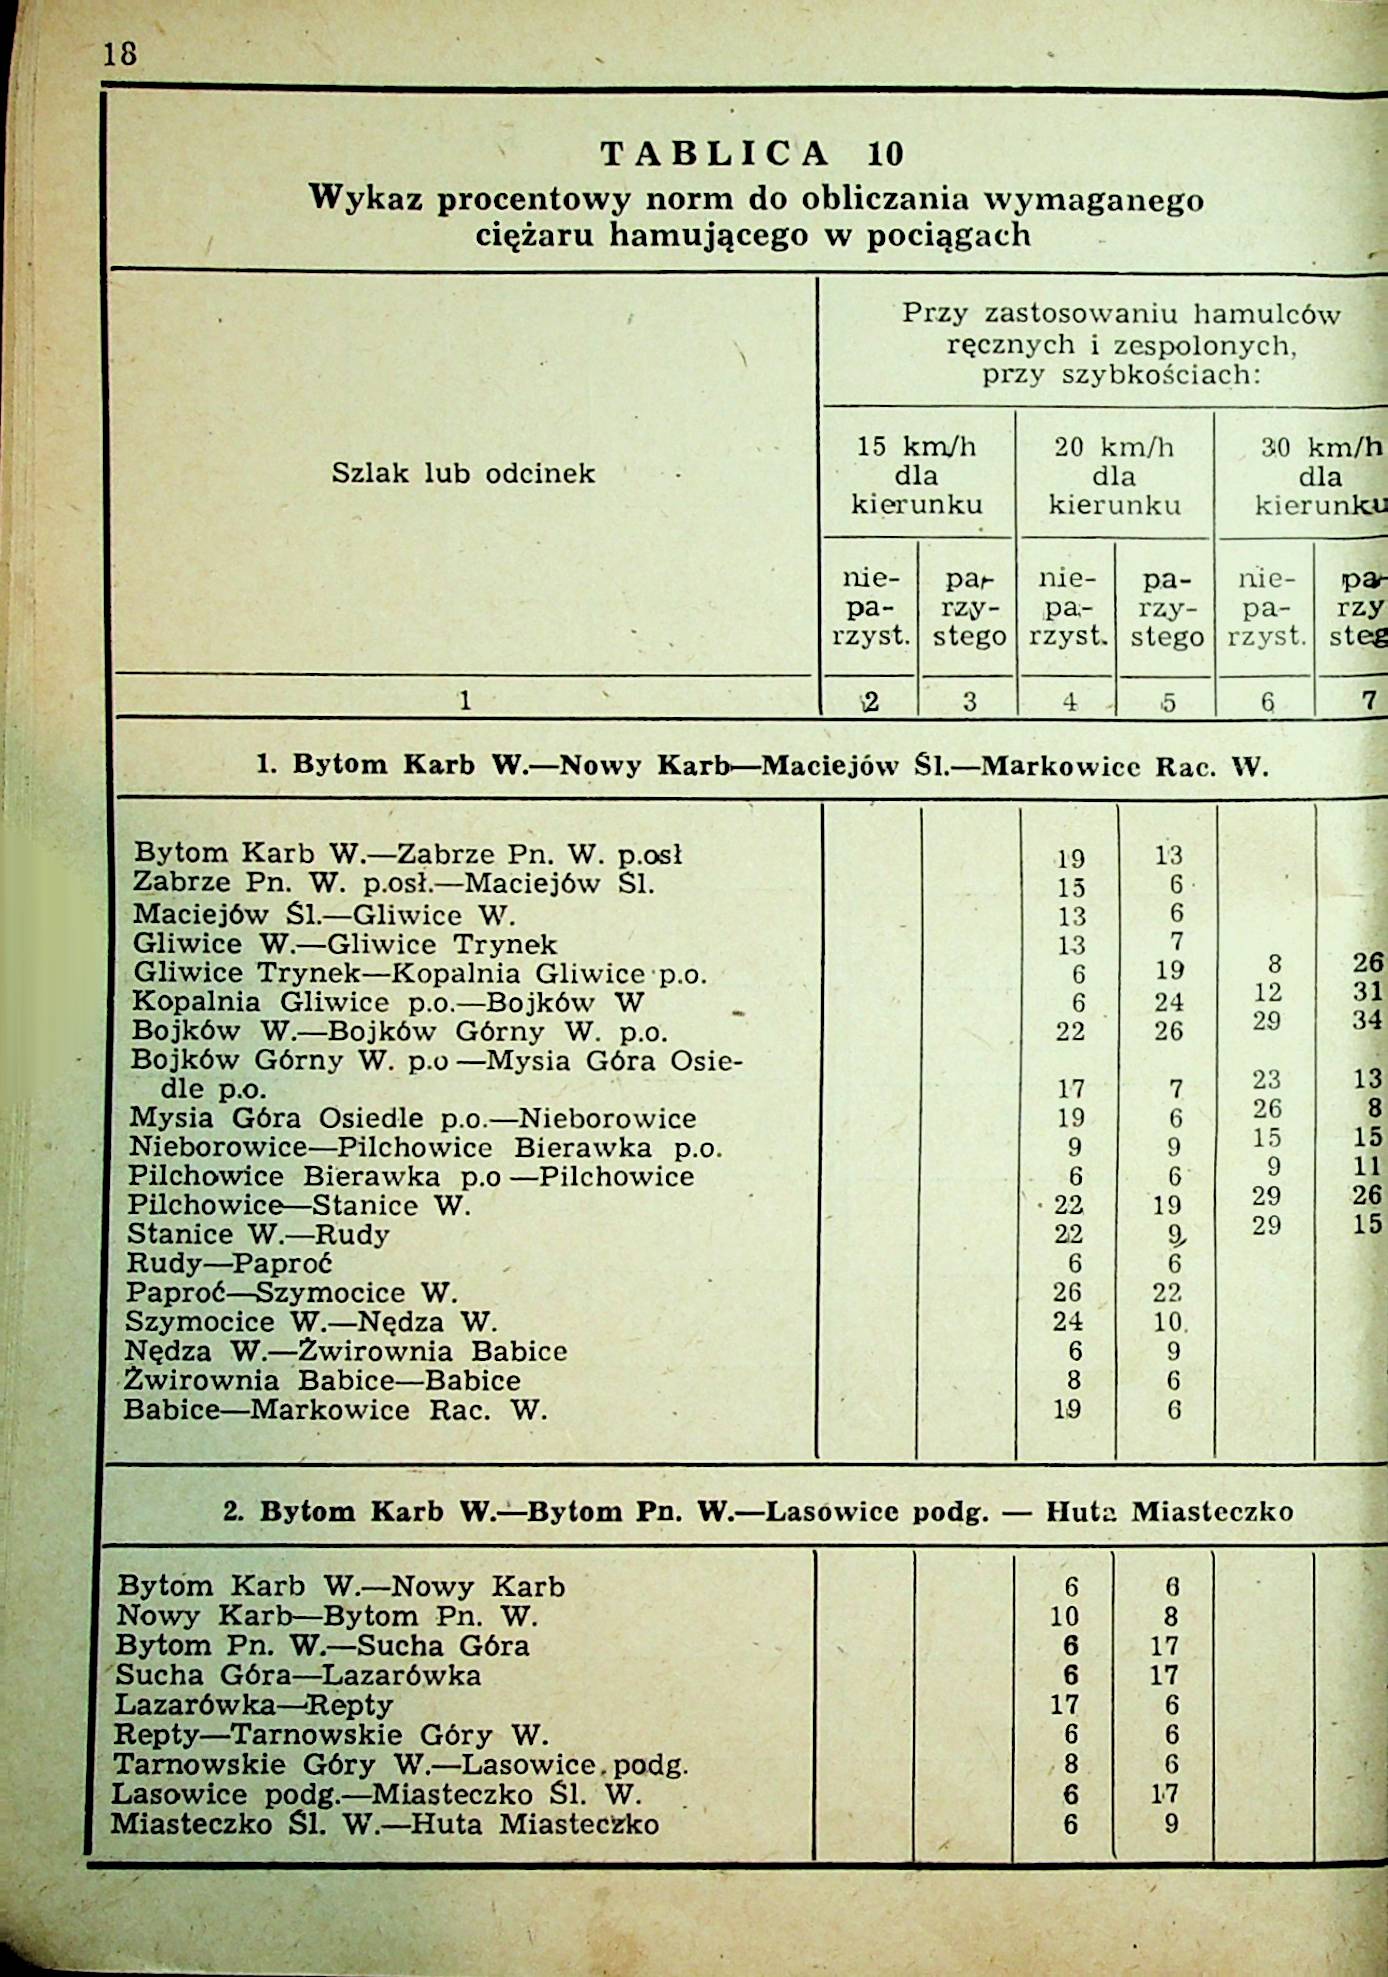 18
TABLICA 10
Wykaz procentowy norm do obliczania wymaganego
ciężaru hamującego w pociągach
Szlak lub odcinek
Przy zastosowaniu hamulców
ręcznych i zespolonych,
przy szybkościach:
15 km/h 20 km/h 30 km/h
dla dla dla
kierunku kierunku kierunku
nie- par- nie- pa- nie- pa-
pa- rzy- pa- rzy- pa- rzy
rzyst. stego rzyst. stego rzyst. steg
1 2 3 4 5 6 7
1. Bytom Karb W.—Nowy Karb—Maciejów Śl.—Markowice Rac. W.
Bytom Karb W.—Zabrze Pn. W. p.osł 19 13
Zabrze Pn. W. p.osł.—Maciejów Śl. 15 6
Maciejów Śl.—Gliwice W. 13 6
Gliwice W.—Gliwice Trynek 13 7
Gliwice Trynek—Kopalnia Gliwice p.o. 6 19 8 26
Kopalnia Gliwice p.o.—Bojków W 6 24 12 31
Bojków W.—Bojków Górny W. p.o. 22 26 29 34
Bojków Górny W. p.o —Mysia Góra Osie-
dle p.o. 17 7 23 13
Mysia Góra Osiedle p.o.—Nieborowice 19 6 26 8
Nieborowice—Pilchowice Bierawka p.o. 9 9 15 15
Pilchowice Bierawka p.o —Pilchowice 6 6 9 11
Pilchowice—Stanice W. 22 19 29 26
Stanice W.—Rudy 22 9 29 15
Rudy—Paproć 6 6
Paproć—Szymocice W. 26 22
Szymocice W.—Nędza W. 24 10
Nędza W.—Żwirownia Babice 6 9
Żwirownia Babice—Babice 8 6
Babice—Markowice Rac. W. 19 6
2. Bytom Karb W.—Bytom Pn. W.—Lasowice podg. — Huta Miasteczko
Bytom Karb W.—Nowy Karb 6 6
Nowy Karb—Bytom Pn. W. 10 8
Bytom Pn. W.—Sucha Góra 6 17
Sucha Góra—Lazarówka 6 17
Lazarówka—Repty 17 6
Repty—Tarnowskie Góry W. 6 6
Tarnowskie Góry W.—Lasowice podg. 8 6
Lasowice podg.—Miasteczko Śl. W. 6 17
Miasteczko Śl. W.—Huta Miasteczko 6 9